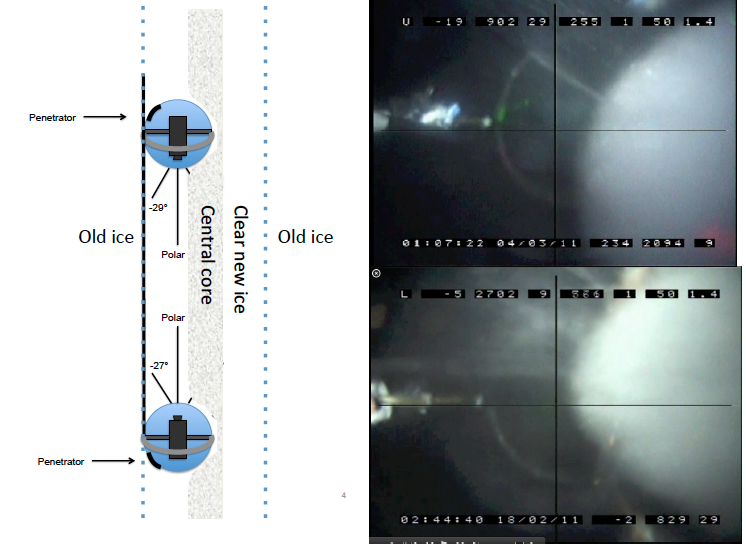 Penetrator
-29°
Old ice
Polar
Central core
Clear new ice
Old ice
Polar
-27°
Penetrator
4
U -19 902 29 255 1 50 1.4
01:07:22 04/03/11 234 2094 9
L -5 2702 9 1 50 1.4
02:44:40 18/02/11 -2 829 29